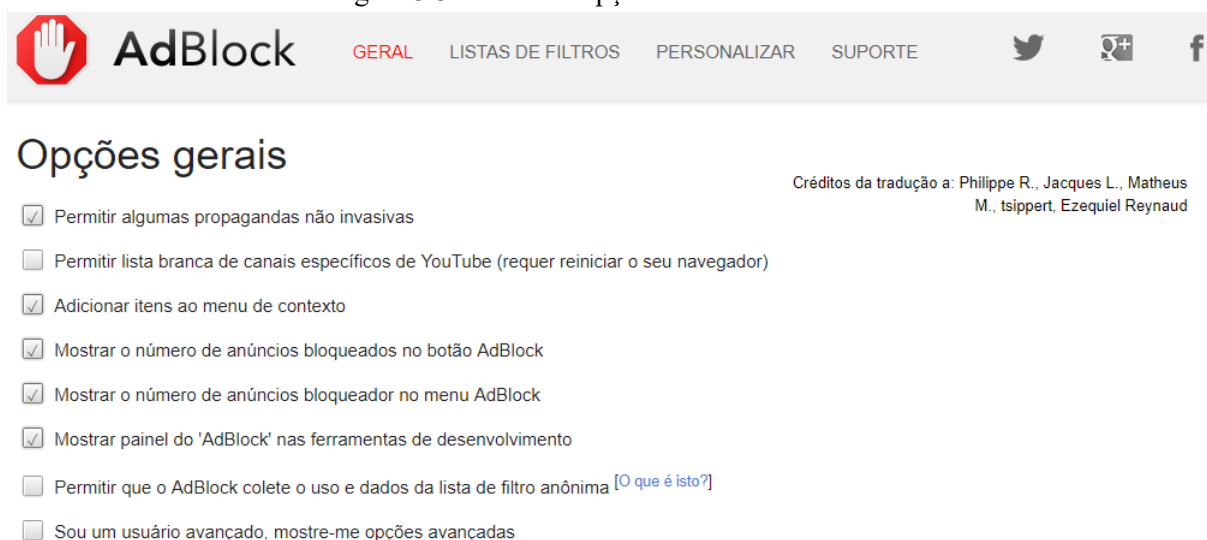 AdBlock GERAL LISTAS DE FILTROS PERSONALIZAR SUPORTE
Opções gerais
Créditos da tradução a: Philippe R., Jacques L., Matheus
M., tsippert, Ezequiel Reynaud
Permitir algumas propagandas não invasivas
Permitir lista branca de canais específicos de YouTube (requer reiniciar o seu navegador)
Adicionar itens ao menu de contexto
Mostrar o número de anúncios bloqueados no botão AdBlock
Mostrar o número de anúncios bloqueador no menu AdBlock
Mostrar painel do 'AdBlock' nas ferramentas de desenvolvimento
Permitir que o AdBlock colete o uso e dados da lista de filtro anônima [O que é isto?]
Sou um usuário avançado, mostre-me opções avançadas